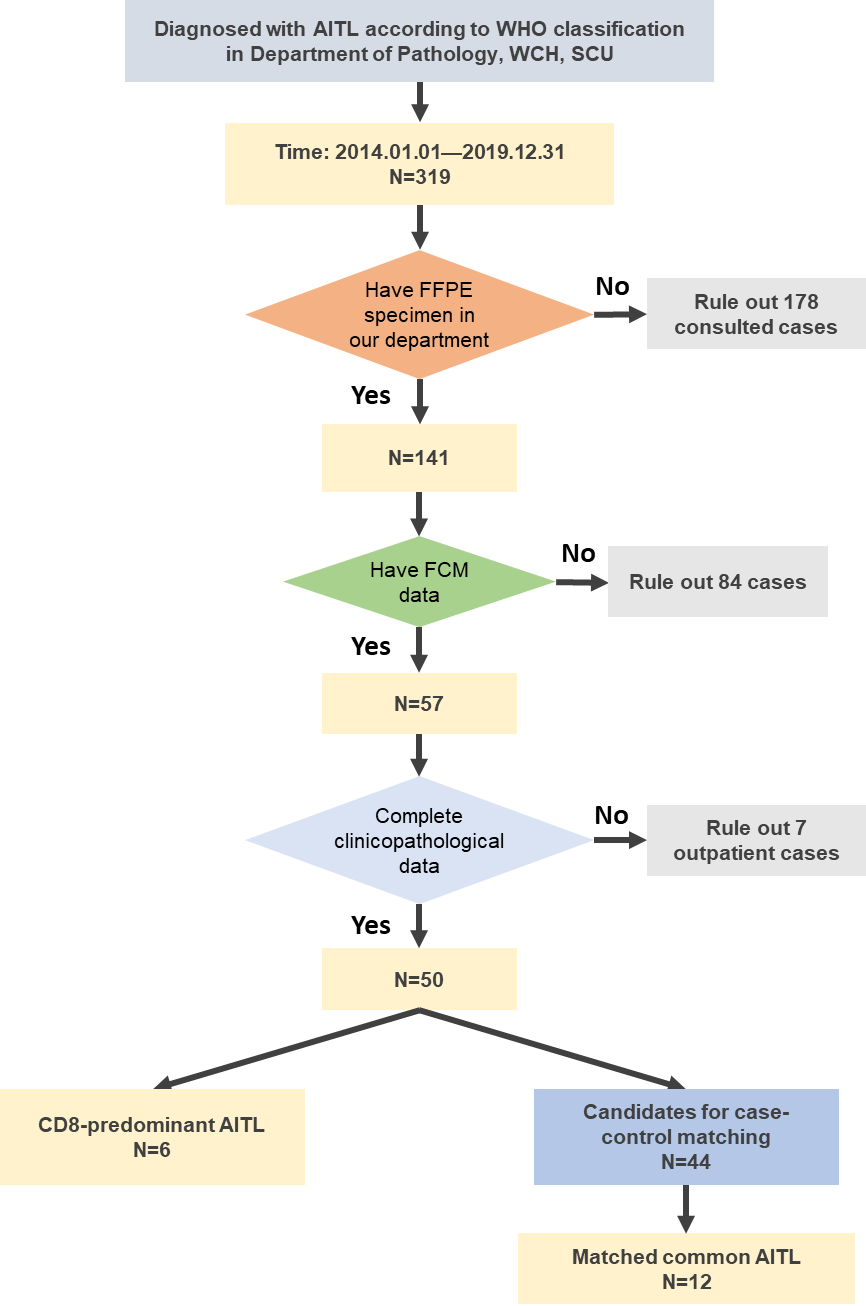 Diagnosed with AITL according to WHO classification
in Department of Pathology, WCH, SCU
Time: 2014.01.01—2019.12.31
N=319
Have FFPE
specimen in
our department
No
Rule out 178
consulted cases
Yes
N=141
Have FCM
data
No
Rule out 84 cases
Yes
N=57
Complete
clinicopathological
data
No
Rule out 7
outpatient cases
Yes
N=50
CD8-predominant AITL
N=6
Candidates for case-
control matching
N=44
Matched common AITL
N=12